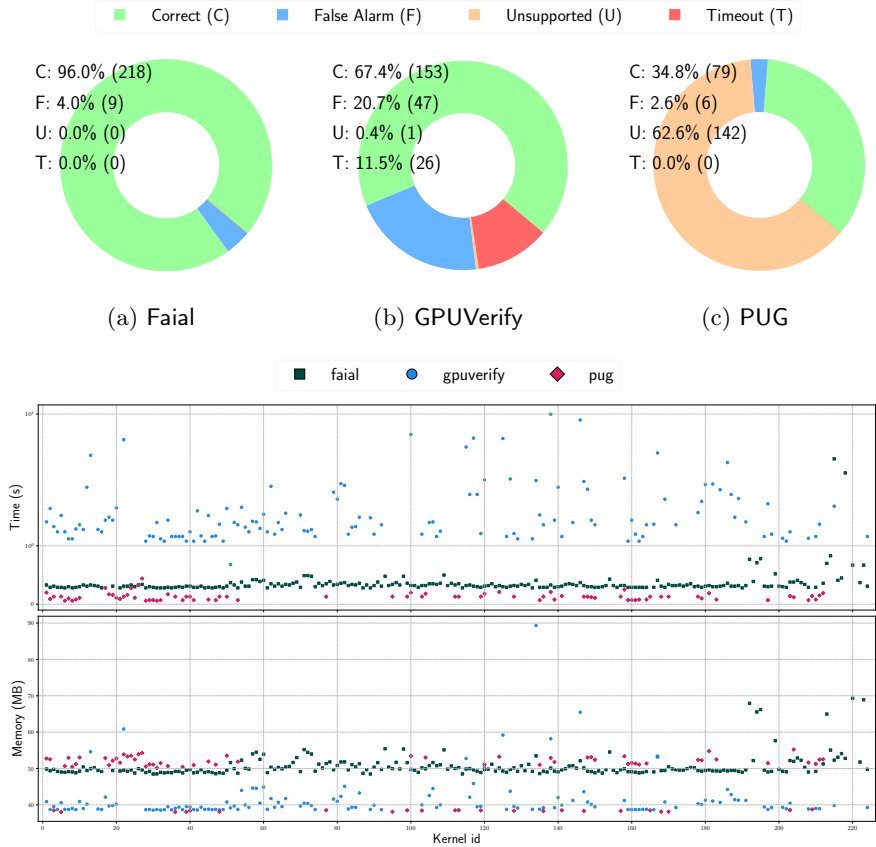 Correct (C) False Alarm (F) Unsupported (U) Timeout (T)
C: 96.0% (218)
F: 4.0% (9)
U: 0.0% (0)
T: 0.0% (0)
C: 67.4% (153)
F: 20.7% (47)
U: 0.4% (1)
T: 11.5% (26)
C: 34.8% (79)
F: 2.6% (6)
U: 62.6% (142)
T: 0.0% (0)
(a) Faial
(b) GPUVerify
(c) PUG
faial gpuverify pug
Time (s)
10¹
10⁰
0
Memory (MB)
90
80
70
60
50
40
0 20 40 60 80 100 120 140 160 180 200 220
Kernel id